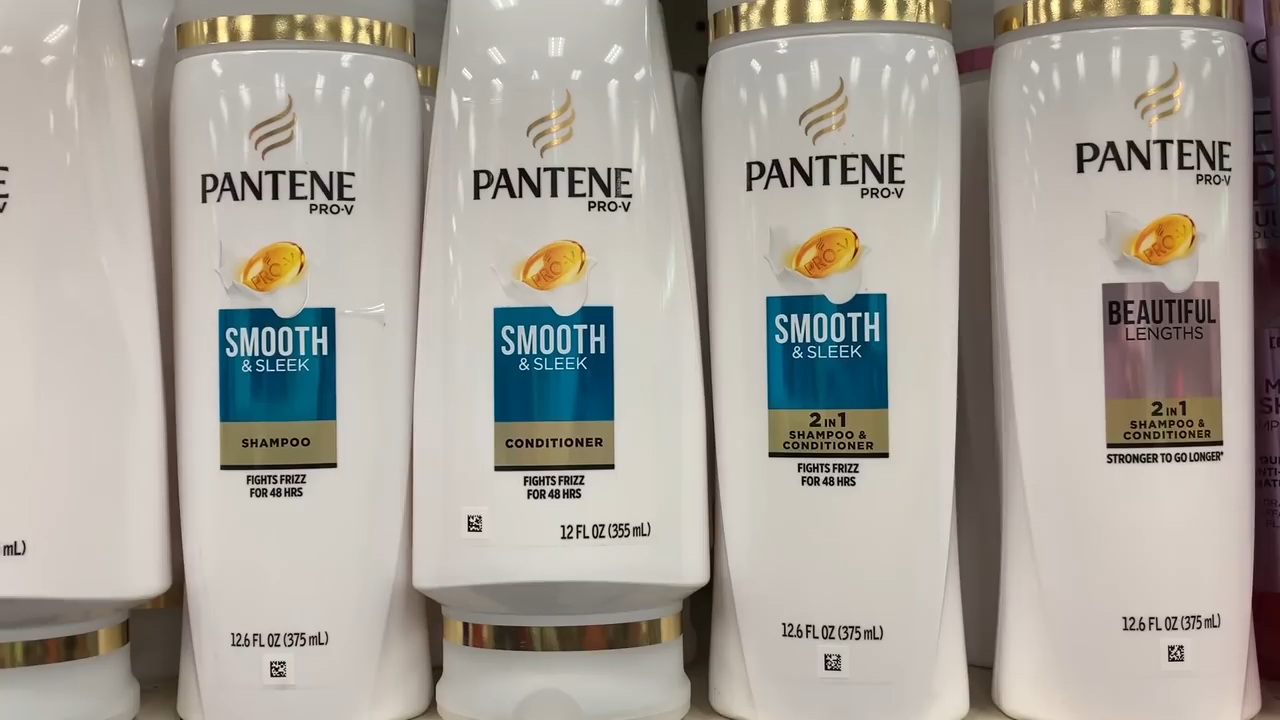 mL)
PANTENE
PRO-V
PRO-V
SMOOTH
& SLEEK
SHAMPOO
FIGHTS FRIZZ
FOR 48 HRS
12.6 FL OZ (375 mL)
PANTENE
PRO-V
PRO-V
SMOOTH
& SLEEK
CONDITIONER
FIGHTS FRIZZ
FOR 48 HRS
12 FL OZ (355 mL)
PANTENE
PRO-V
PRO-V
SMOOTH
& SLEEK
2 IN 1
SHAMPOO &
CONDITIONER
FIGHTS FRIZZ
FOR 48 HRS
12.6 FL OZ (375 mL)
PANTENE
PRO-V
PRO-V
BEAUTIFUL
LENGTHS
2 IN 1
SHAMPOO &
CONDITIONER
STRONGER TO GO LONGER*
12.6 FL OZ (375 mL)